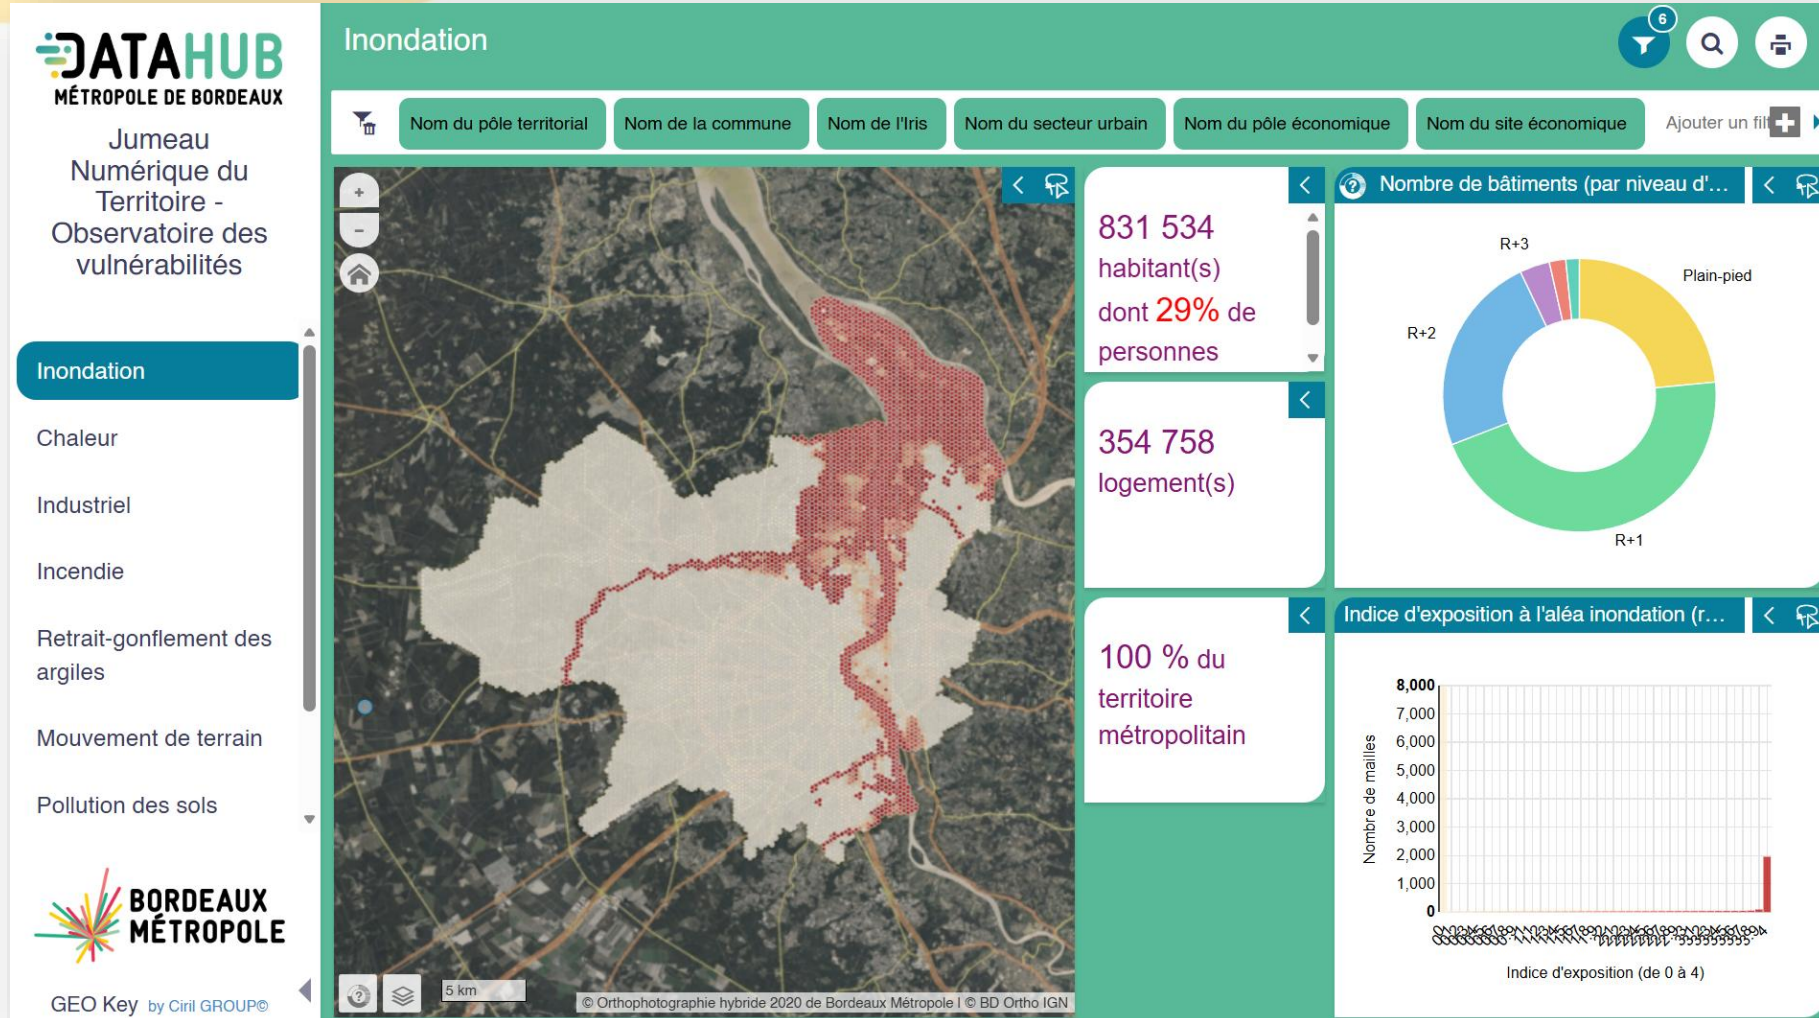 DATAHUB
MÉTROPOLE DE BORDEAUX
Jumeau
Numérique du
Territoire -
Observatoire des
vulnérabilités
Inondation
Chaleur
Industriel
Incendie
Retrait-gonflement des
argiles
Mouvement de terrain
Pollution des sols
BORDEAUX
MÉTROPOLE
GEO Key by Ciril GROUP©
Inondation
6
Nom du pôle territorial
Nom de la commune
Nom de l'Iris
Nom du secteur urbain
Nom du pôle économique
Nom du site économique
Ajouter un fil
5 km
© Orthophotographie hybride 2020 de Bordeaux Métropole I © BD Ortho IGN
831 534
habitant(s)
dont 29% de
personnes
354 758
logement(s)
100 % du
territoire
métropolitain
Nombre de bâtiments (par niveau d'...
R+3
Plain-pied
R+2
R+1
Indice d'exposition à l'aléa inondation (r...
8,000
7,000
6,000
5,000
4,000
3,000
2,000
1,000
0
Nombre de mailles
Indice d'exposition (de 0 à 4)